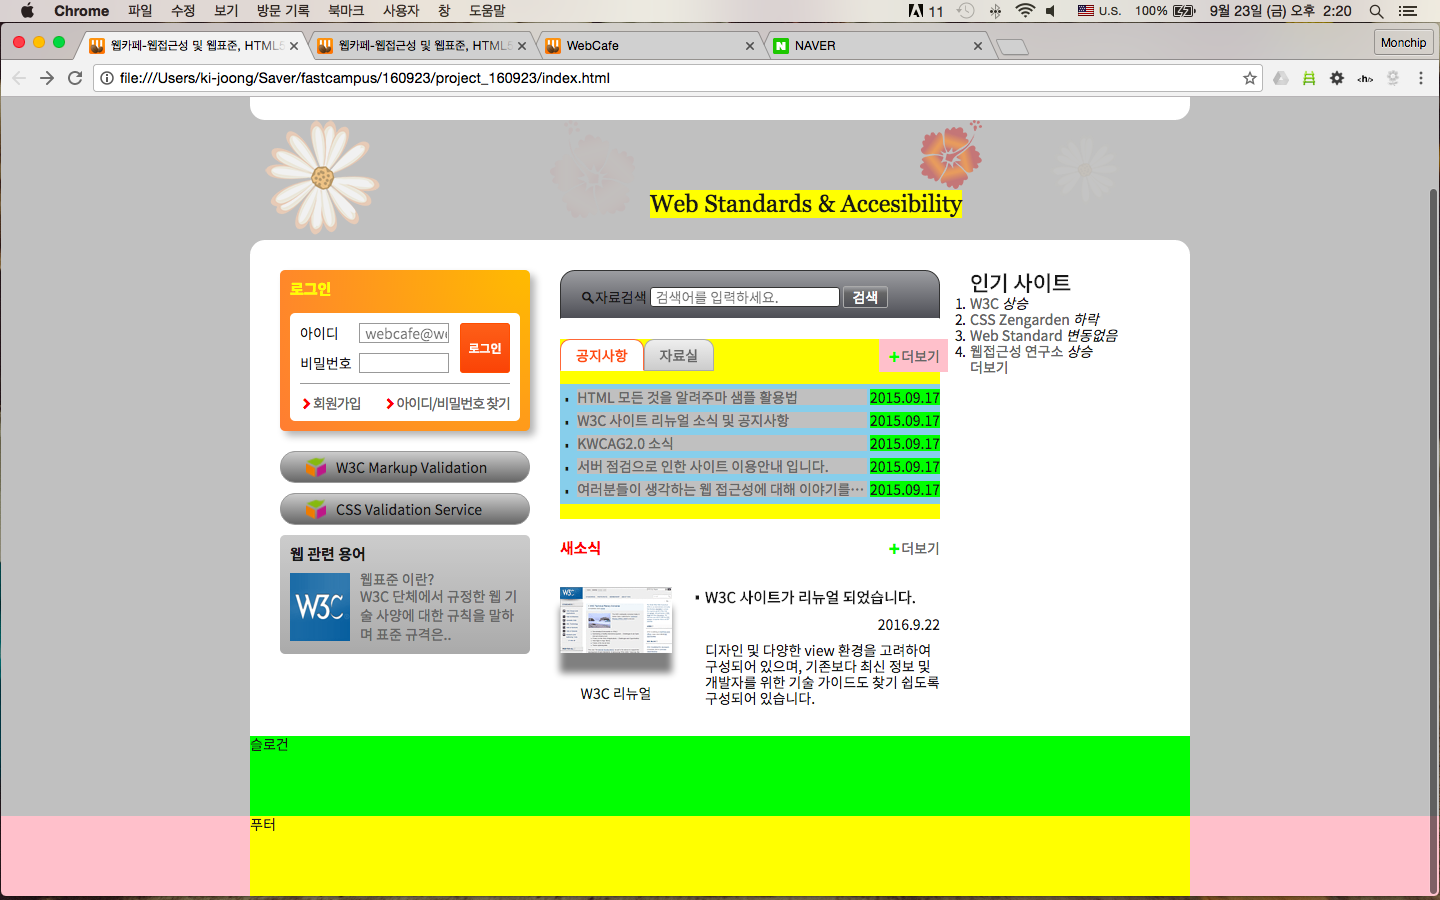 Chrome 파일 수정 보기 방문 기록 북마크 사용자 창 도움말 11 U.S. 100% 9월 23일 (금) 오후 2:20
웹카페-웹접근성 및 웹표준, HTML5 웹카페-웹접근성 및 웹표준, HTML5 WebCafe NAVER Monchip
file:///Users/ki-joong/Saver/fastcampus/160923/project_160923/index.html
Web Standards & Accesibility
로그인
아이디 webcafe@we
비밀번호
로그인
회원가입 아이디/비밀번호 찾기
W3C Markup Validation
CSS Validation Service
웹 관련 용어
W3C
웹표준 이란?
W3C 단체에서 규정한 웹 기
술 사양에 대한 규칙을 말하
며 표준 규격은..
자료검색 검색어를 입력하세요. 검색
공지사항 자료실 더보기
HTML 모든 것을 알려주마 샘플 활용법 2015.09.17
W3C 사이트 리뉴얼 소식 및 공지사항 2015.09.17
KWCAG2.0 소식 2015.09.17
서버 점검으로 인한 사이트 이용안내 입니다. 2015.09.17
여러분들이 생각하는 웹 접근성에 대해 이야기를… 2015.09.17
새소식 더보기
W3C 리뉴얼
W3C 사이트가 리뉴얼 되었습니다.
2016.9.22
디자인 및 다양한 view 환경을 고려하여
구성되어 있으며, 기존보다 최신 정보 및
개발자를 위한 기술 가이드도 찾기 쉽도록
구성되어 있습니다.
인기 사이트
1. W3C 상승
2. CSS Zengarden 하락
3. Web Standard 변동없음
4. 웹접근성 연구소 상승
더보기
슬로건
푸터